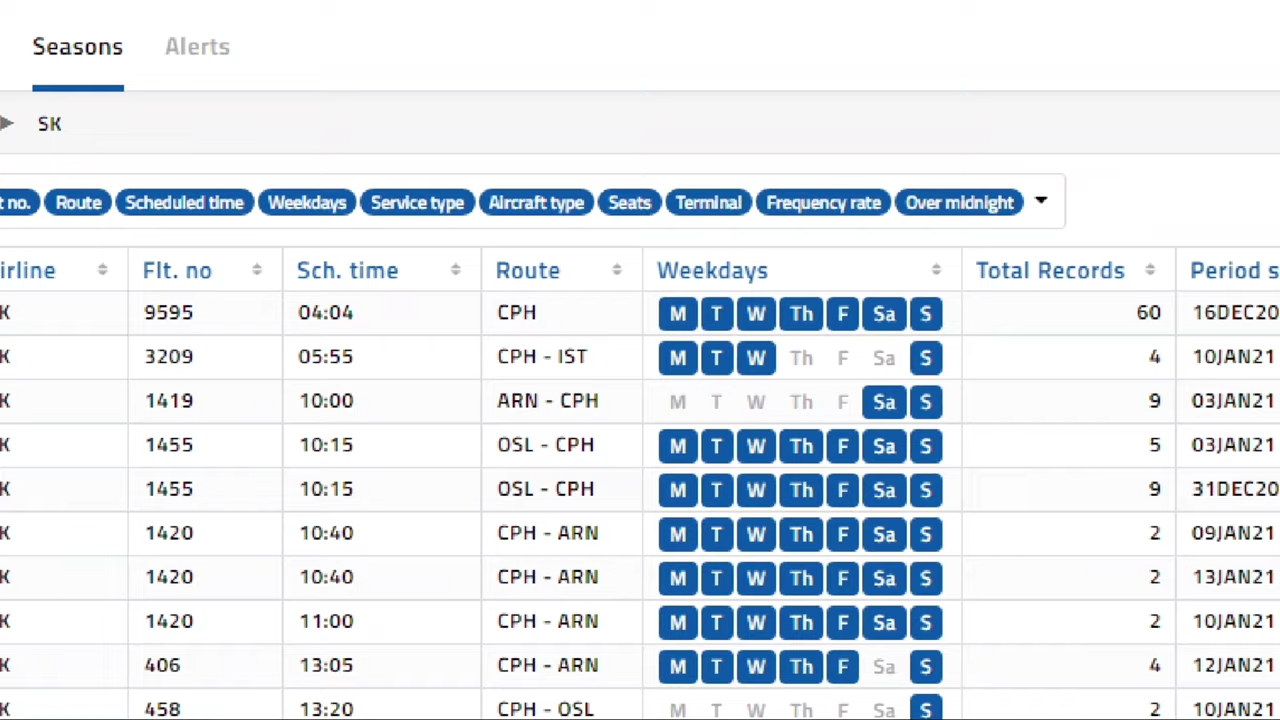 Seasons Alerts
SK
t no. Route Scheduled time Weekdays Service type Aircraft type Seats Terminal Frequency rate Over midnight
irline Flt. no Sch. time Route Weekdays Total Records Period s
K 9595 04:04 CPH M T W Th F Sa S 60 16DEC20
K 3209 05:55 CPH - IST M T W Th F Sa S 4 10JAN21
K 1419 10:00 ARN - CPH M T W Th F Sa S 9 03JAN21
K 1455 10:15 OSL - CPH M T W Th F Sa S 5 03JAN21
K 1455 10:15 OSL - CPH M T W Th F Sa S 9 31DEC20
K 1420 10:40 CPH - ARN M T W Th F Sa S 2 09JAN21
K 1420 10:40 CPH - ARN M T W Th F Sa S 2 13JAN21
K 1420 11:00 CPH - ARN M T W Th F Sa S 2 10JAN21
K 406 13:05 CPH - ARN M T W Th F Sa S 4 12JAN21
K 458 13:20 CPH - OSL M T W Th F Sa S 2 10JAN21